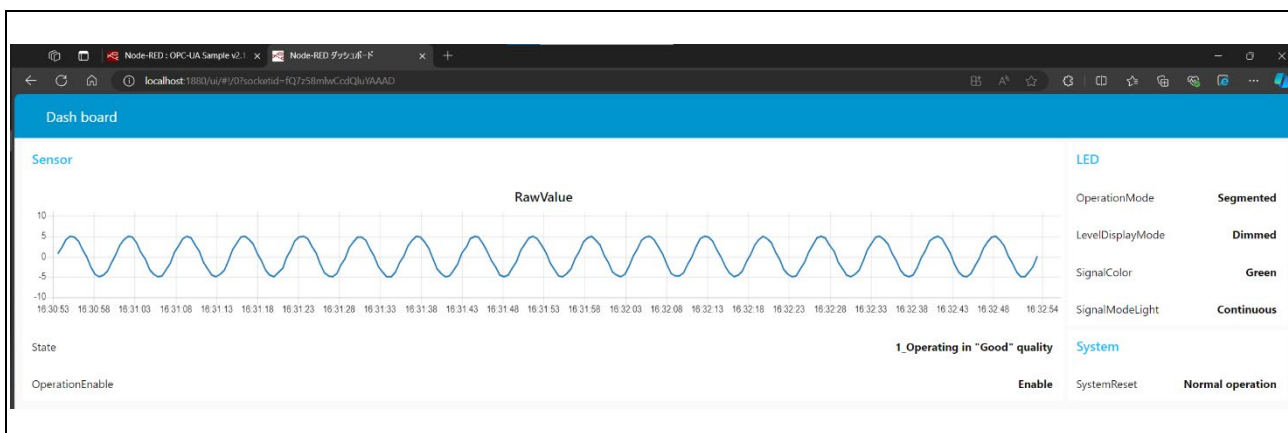 Node-RED : OPC-UA Sample v2.1
Node-RED ダッシュボード
localhost:1880/ui/#!/0?socketid=fQ7z58mlwCcdQluYAAAD
Dash board
Sensor
RawValue
10
5
0
-5
-10
16:30:53 16:30:58 16:31:03 16:31:08 16:31:13 16:31:18 16:31:23 16:31:28 16:31:33 16:31:38 16:31:43 16:31:48 16:31:53 16:31:58 16:32:03 16:32:08 16:32:13 16:32:18 16:32:23 16:32:28 16:32:33 16:32:38 16:32:43 16:32:48 16:32:54
State 1_Operating in "Good" quality
OperationEnable Enable
LED
OperationMode Segmented
LevelDisplayMode Dimmed
SignalColor Green
SignalModeLight Continuous
System
SystemReset Normal operation